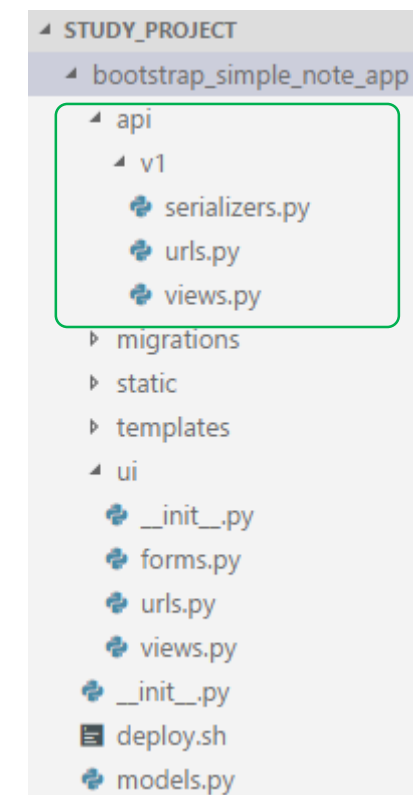 STUDY_PROJECT
bootstrap_simple_note_app
api
v1
serializers.py
urls.py
views.py
migrations
static
templates
ui
__init__.py
forms.py
urls.py
views.py
__init__.py
deploy.sh
models.py